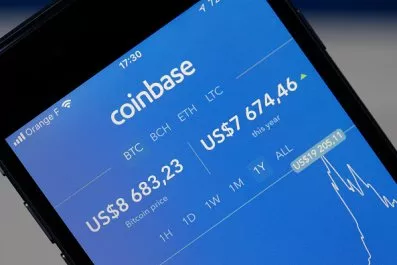 Orange F
17:30
coinbase
BTC BCH ETH LTC
US$8 683,23
Bitcoin price
US$7 674,46
this year
1H 1D 1W 1M 1Y ALL
US$19 205,11